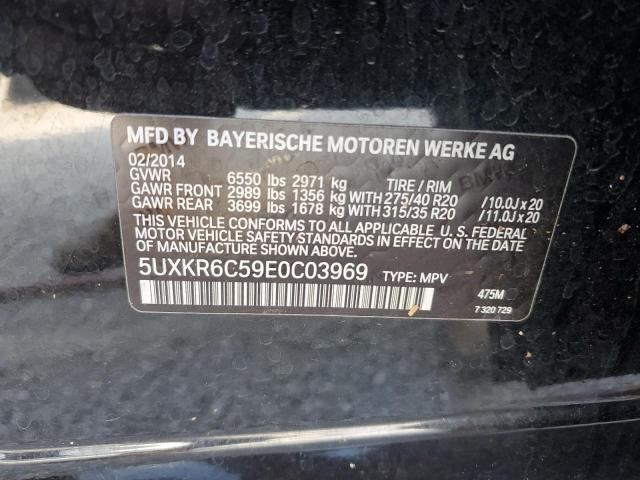 MFD BY BAYERISCHE MOTOREN WERKE AG
02/2014
GVWR 6550 lbs 2971 kg TIRE / RIM
GAWR FRONT 2989 lbs 1356 kg WITH 275/40 R20 /10.0J x 20
GAWR REAR 3699 lbs 1678 kg WITH 315/35 R20 /11.0J x 20
THIS VEHICLE CONFORMS TO ALL APPLICABLE U. S. FEDERAL
MOTOR VEHICLE SAFETY STANDARDS IN EFFECT ON THE
DATE OF MANUFACTURE SHOWN ABOVE.
5UXKR6C59E0C03969 TYPE: MPV
475M
7 320 729